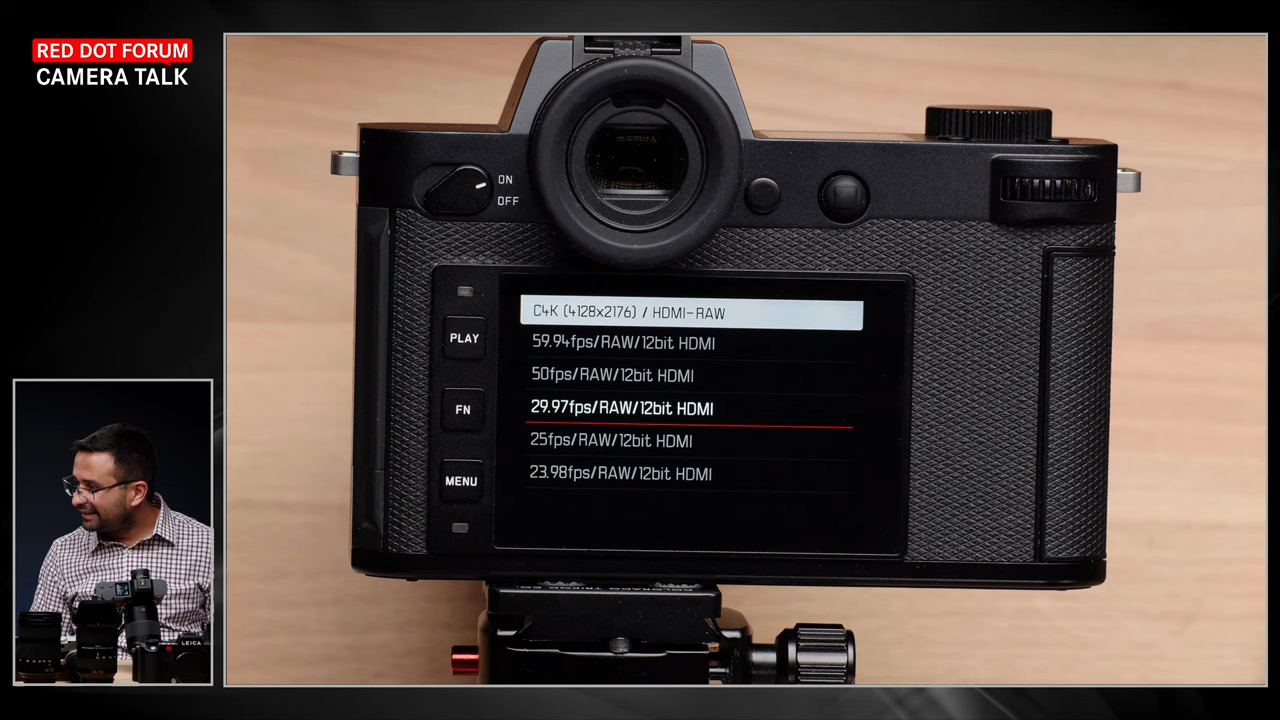 RED DOT FORUM
CAMERA TALK
ON
OFF
PLAY
FN
MENU
C4K (4128x2176) / HDMI-RAW
59.94fps/RAW/12bit HDMI
50fps/RAW/12bit HDMI
29.97fps/RAW/12bit HDMI
25fps/RAW/12bit HDMI
23.98fps/RAW/12bit HDMI
LEICA